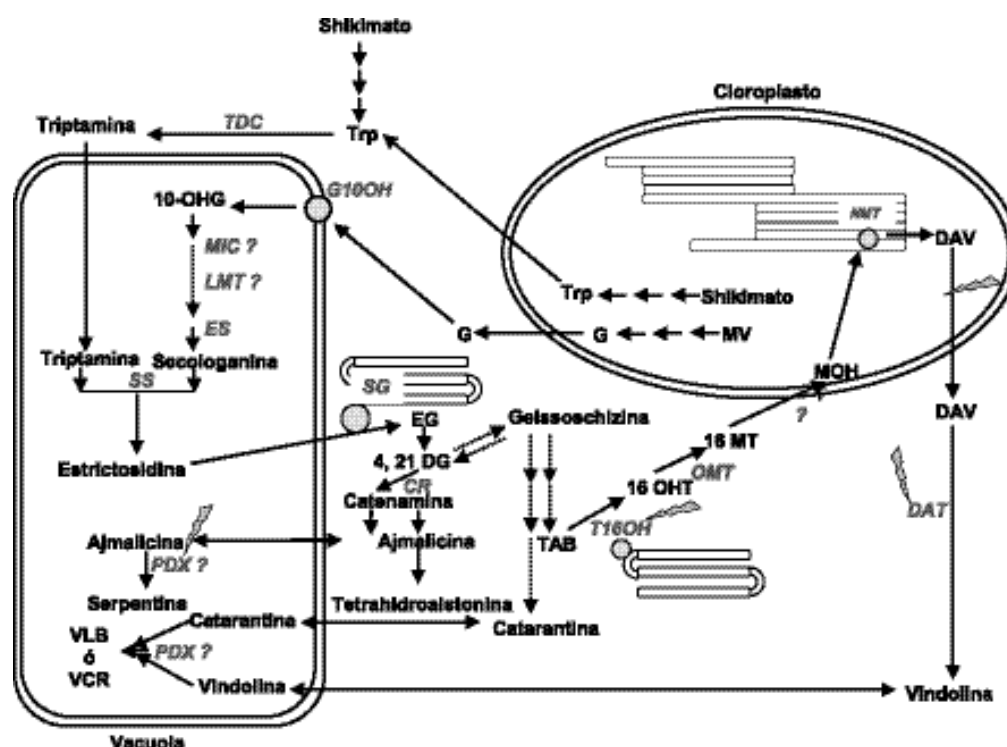 Shikimato
Cloroplasto
Triptamina
TDC
Trp
10-OHG
G10OH
NMT
DAV
MIC ?
LMT ?
Trp
Shikimato
ES
G
G
MV
Triptamina
Secologanina
SS
SG
MOH
?
EG
Geissoschizina
DAV
16 MT
Estrictosidina
4, 21 DG
OMT
CR
16 OHT
Catenamina
DAT
T16OH
Ajmalicina
Ajmalicina
TAB
PDX ?
Serpentina
Tetrahidroalstonina
Catarantina
Catarantina
VLB
ó
VCR
PDX ?
Vindolina
Vindolina
Vacuola